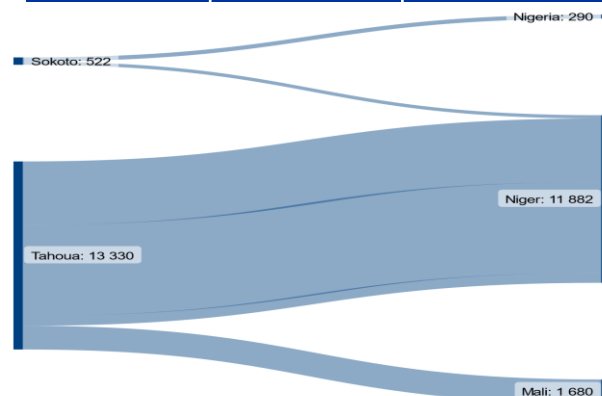 Nigeria: 290
Sokoto: 522
Niger: 11 882
Tahoua: 13 330
Mali: 1 680